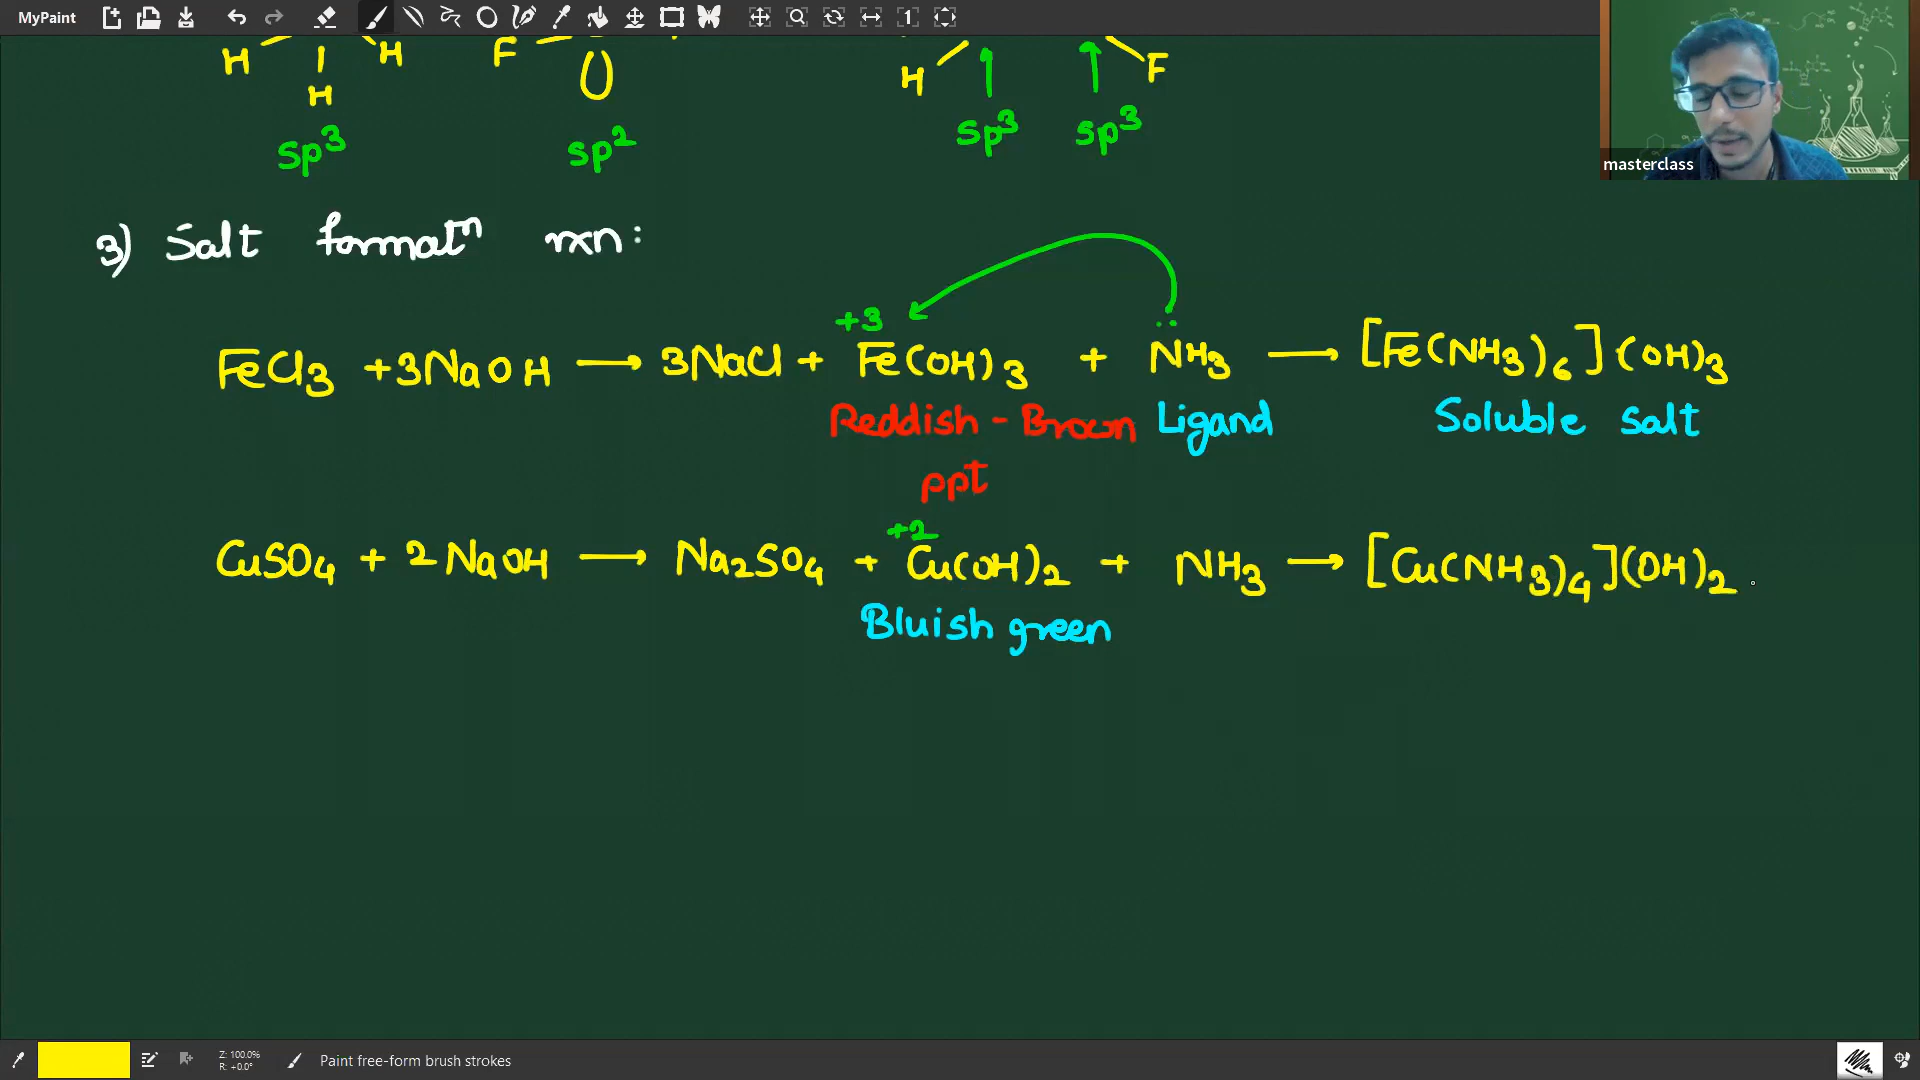 MyPaint
H H F H F
H
sp3 sp2 sp3 sp3
masterclass
3) Salt formatn rxn:
FeCl3 + 3NaOH → 3NaCl + +3 Fe(OH)3 + N̈H3 → [Fe(NH3)6](OH)3
Reddish - Brown Ligand Soluble salt
ppt
CuSO4 + 2NaOH → Na2SO4 + +2 Cu(OH)2 + NH3 → [Cu(NH3)4](OH)2
Bluish green
Z: 100.0%
R: +0.0°
Paint free-form brush strokes